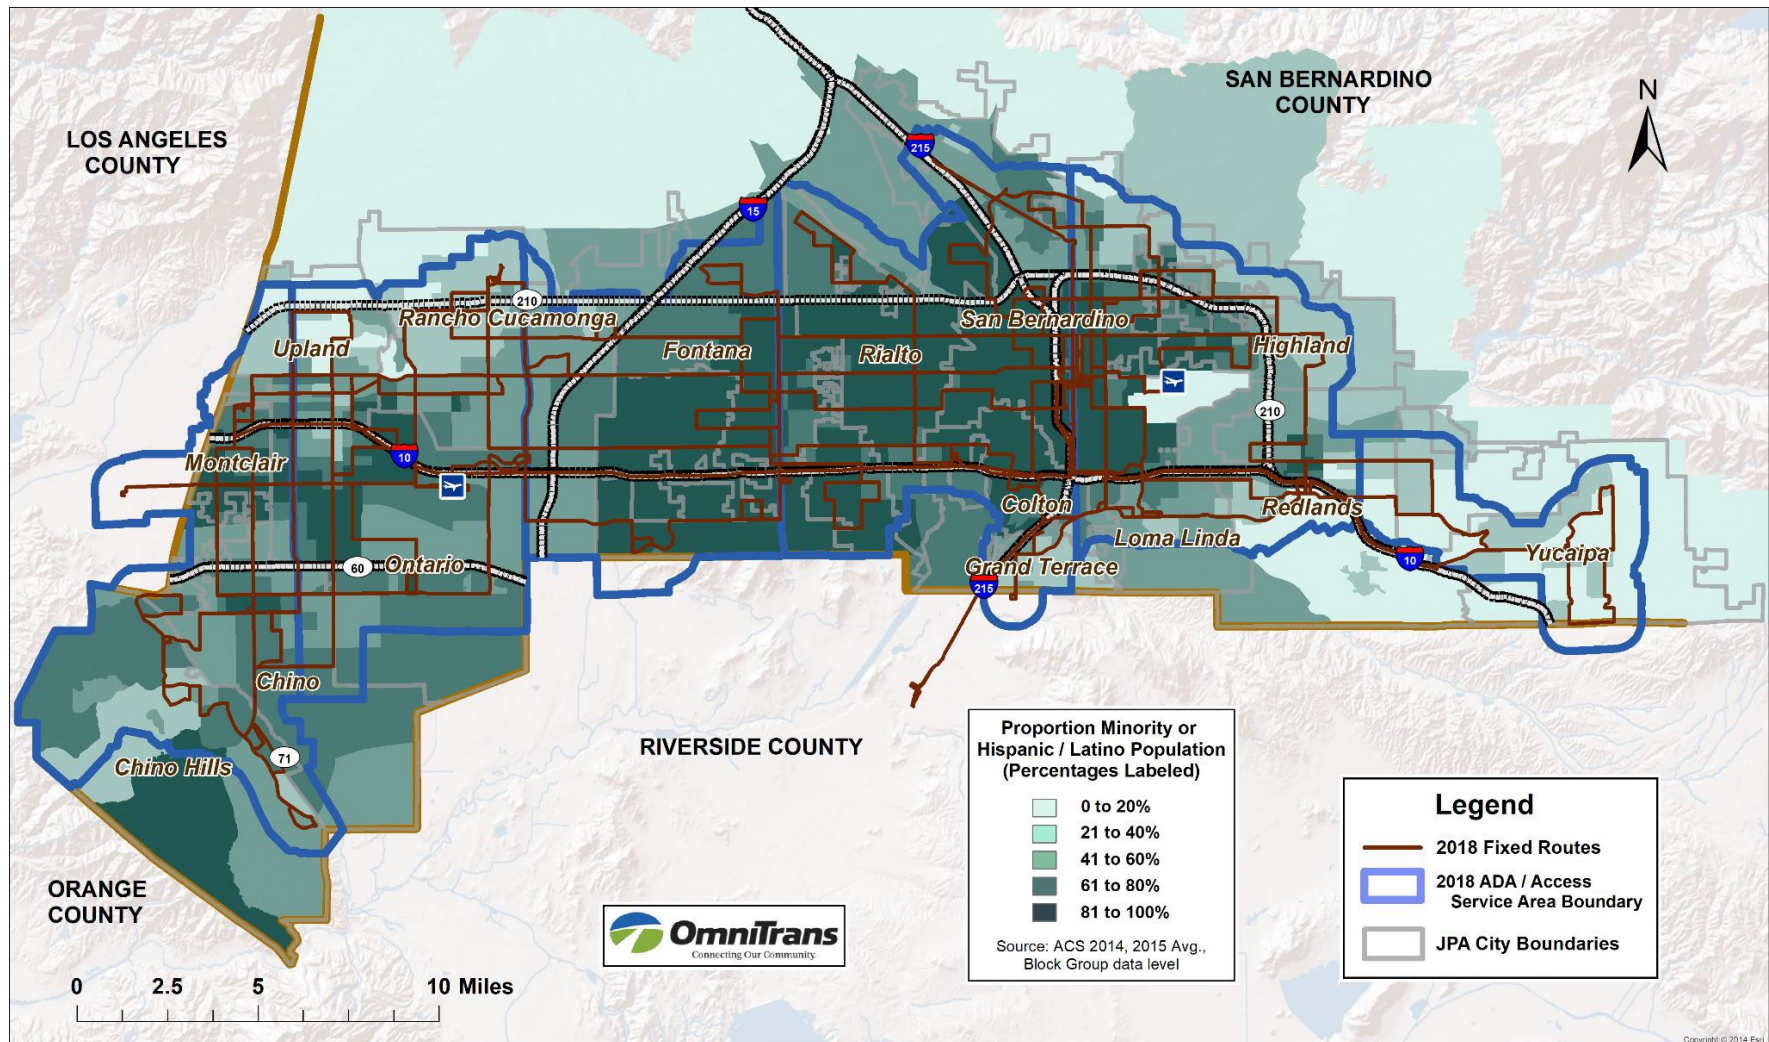 SAN BERNARDINO
COUNTY
N
LOS ANGELES
COUNTY
215
15
210
Rancho Cucamonga
San Bernardino
Upland
Fontana
Rialto
Highland
210
Montclair
10
Colton
Redlands
Loma Linda
Yucaipa
60
Ontario
Grand Terrace
10
215
Chino
71
Chino Hills
RIVERSIDE COUNTY
ORANGE
COUNTY
Proportion Minority or
Hispanic / Latino Population
(Percentages Labeled)
0 to 20%
21 to 40%
41 to 60%
61 to 80%
81 to 100%
Source: ACS 2014, 2015 Avg.,
Block Group data level
Legend
2018 Fixed Routes
2018 ADA / Access
Service Area Boundary
JPA City Boundaries
OmniTrans
Connecting Our Community.
0 2.5 5 10 Miles
Copyright:© 2014 Esri